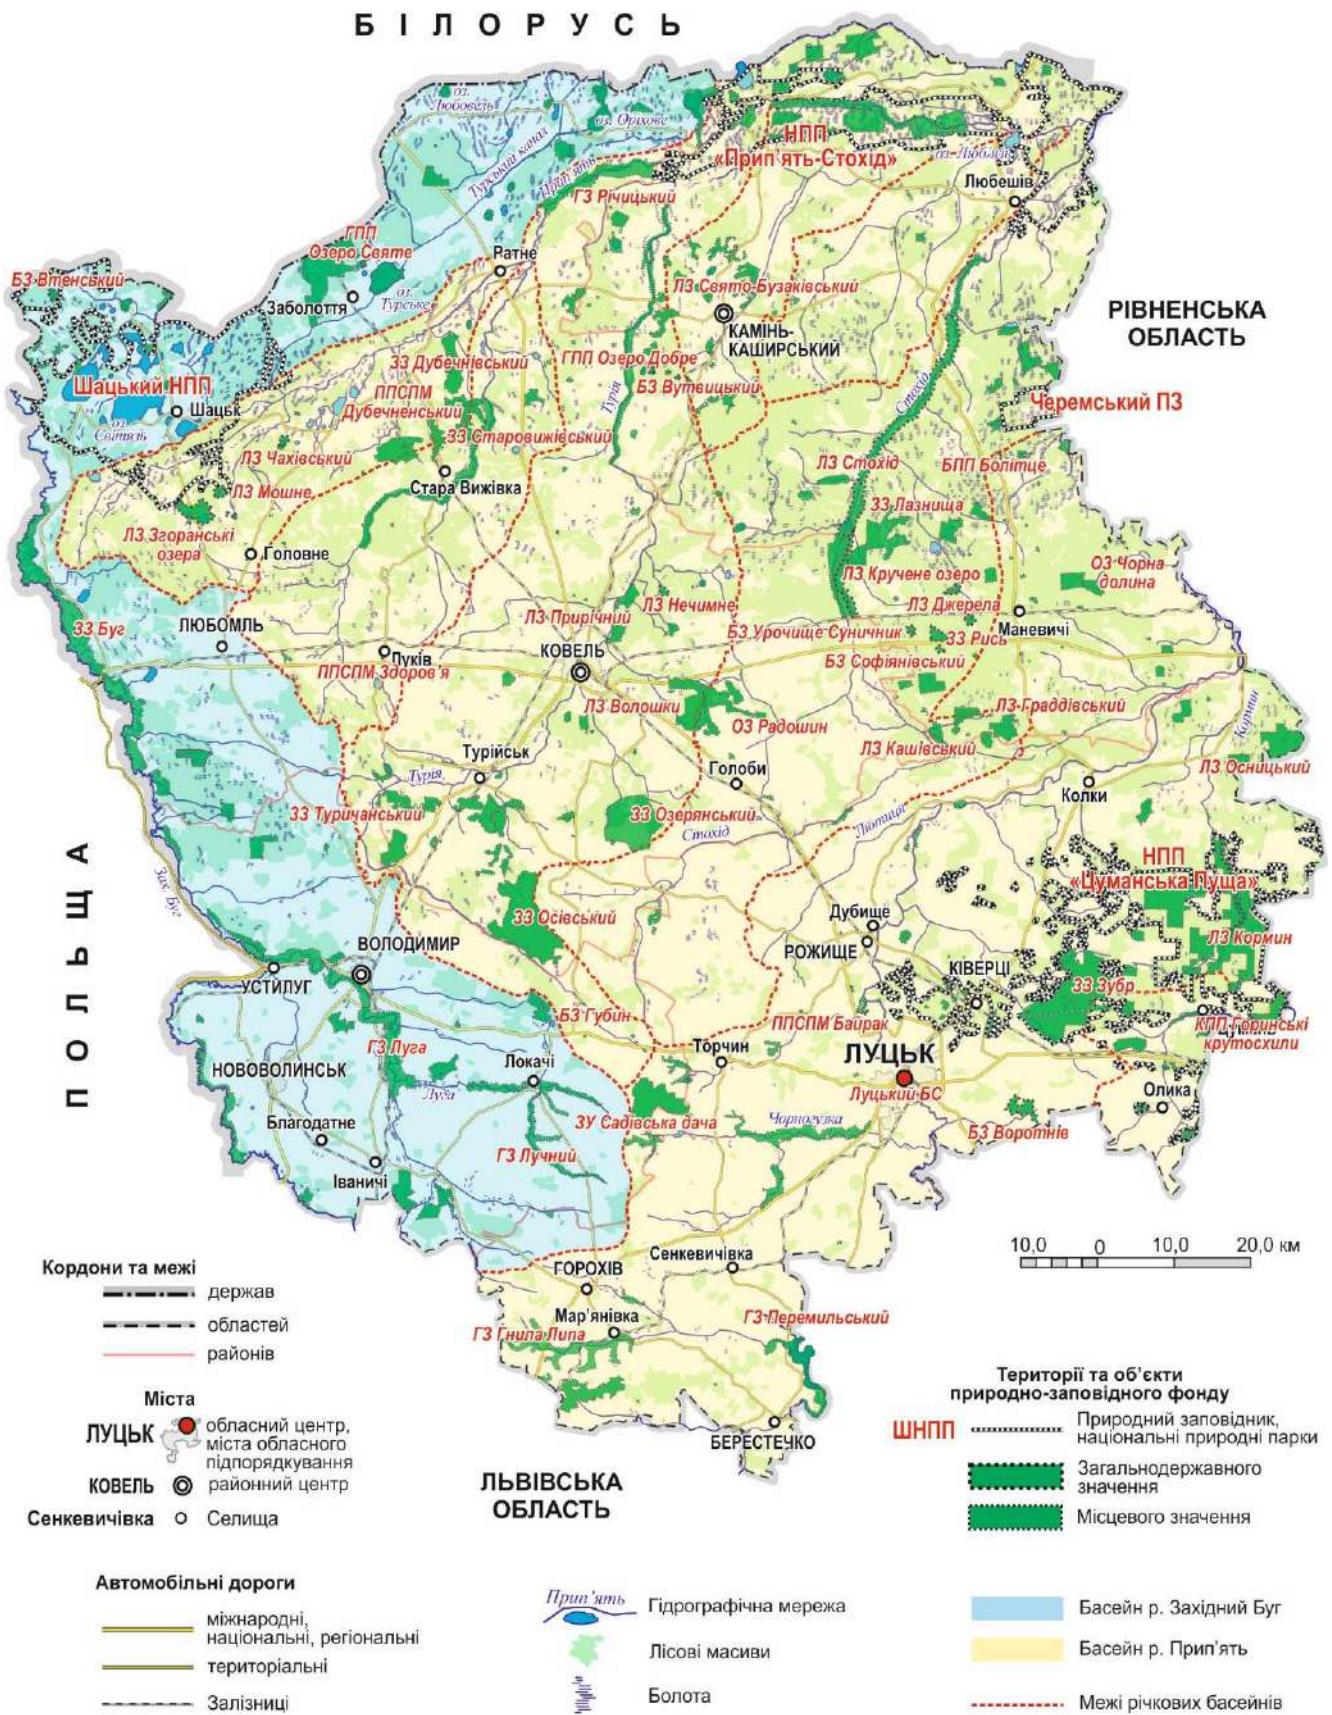 БІЛОРУСЬ
оз.
Любовель
оз. Оріхове
Турський канал
Прип'ять
НПП
«Прип'ять-Стохід»
оз. Люб'язь
Любешів
ГЗ Річицький
ГПП
Озеро Святе
Ратне
БЗ Втенський
оз.
Турське
Заболоття
ЛЗ Свято-Бузаківський
КАМІНЬ-
КАШИРСЬКИЙ
РІВНЕНСЬКА
ОБЛАСТЬ
ЗЗ Дубечнівський
ГПП Озеро Добре
ППСПМ
Дубечненський
БЗ Вутвицький
Турія
Стохід
Шацький НПП
Шацьк
оз.
Світязь
Черемський ПЗ
ЗЗ Старовижівський
ЛЗ Чахівський
ЛЗ Стохід
БПП Болітце
Стара Вижівка
ЛЗ Мошне
ЗЗ Лазнища
ЛЗ Згоранські
озера
Головне
ОЗ Чорна
долина
ЛЗ Кручене озеро
ЛЗ Нечимне
ЛЗ Джерела
ЗЗ Буг
ЛЮБОМЛЬ
ЛЗ Прирічний
БЗ Урочище Суничник
ЗЗ Рись
Маневичі
Луків
КОВЕЛЬ
БЗ Софіянівський
ППСПМ Здоров'я
ЛЗ Волошки
ОЗ Радошин
ЛЗ Граддівський
Кормин
ЛЗ Кашівський
Турійськ
Турія
Голоби
ЛЗ Осницький
Колки
ЗЗ Туричанський
ЗЗ Озерянський
Стохід
ПОЛЬЩА
Зах. Буг
НПП
«Цуманська Пуща»
ЗЗ Осівський
Дубище
РОЖИЩЕ
ЛЗ Кормин
ВОЛОДИМИР
УСТИЛУГ
КІВЕРЦІ
ЗЗ Зубр
БЗ Губин
ППСПМ Байрак
КПП Горинські
крутосхили
ГЗ Луга
Торчин
ЛУЦЬК
НОВОВОЛИНСЬК
Локачі
Луга
Луцький БС
Олика
Благодатне
ЗУ Садівська дача
Чорногузка
БЗ Воротнів
ГЗ Лучний
Іваничі
Сенкевичівка
ГОРОХІВ
10,0 0 10,0 20,0 км
Мар'янівка
ГЗ Перемильський
ГЗ Гнила Липа
БЕРЕСТЕЧКО
ЛЬВІВСЬКА
ОБЛАСТЬ
Кордони та межі
держав
областей
районів
Міста
ЛУЦЬК обласний центр,
міста обласного
підпорядкування
КОВЕЛЬ районний центр
Сенкевичівка Селища
Території та об'єкти
природно-заповідного фонду
ШНПП Природний заповідник,
національні природні парки
Загальнодержавного
значення
Місцевого значення
Автомобільні дороги
міжнародні,
національні, регіональні
територіальні
Залізниці
Прип'ять Гідрографічна мережа
Лісові масиви
Болота
Басейн р. Західний Буг
Басейн р. Прип'ять
Межі річкових басейнів